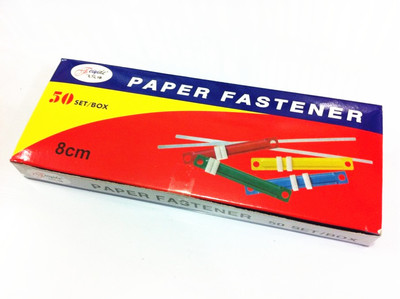 PAPER FASTENER
50 SET/BOX
8cm
PAPER FASTENER
50 SET/BOX